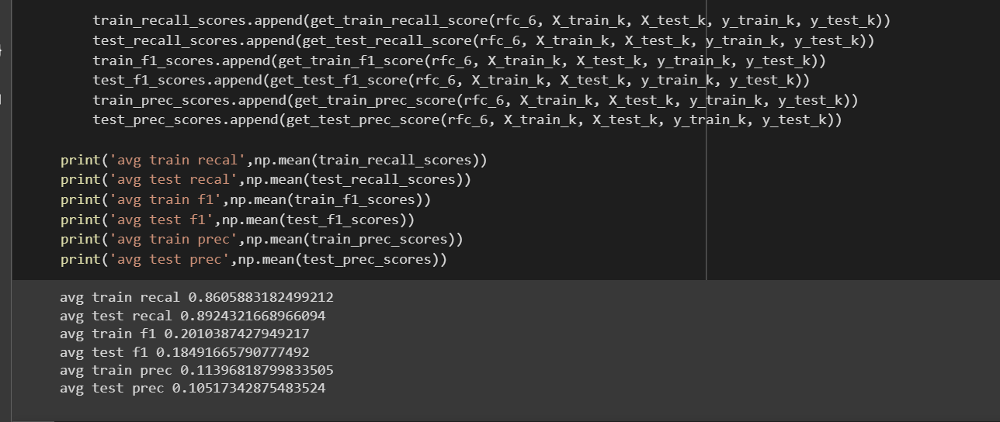 train_recall_scores.append(get_train_recall_score(rfc_6, X_train_k, X_test_k, y_train_k, y_test_k))
test_recall_scores.append(get_test_recall_score(rfc_6, X_train_k, X_test_k, y_train_k, y_test_k))
train_f1_scores.append(get_train_f1_score(rfc_6, X_train_k, X_test_k, y_train_k, y_test_k))
test_f1_scores.append(get_test_f1_score(rfc_6, X_train_k, X_test_k, y_train_k, y_test_k))
train_prec_scores.append(get_train_prec_score(rfc_6, X_train_k, X_test_k, y_train_k, y_test_k))
test_prec_scores.append(get_test_prec_score(rfc_6, X_train_k, X_test_k, y_train_k, y_test_k))
print('avg train recal',np.mean(train_recall_scores))
print('avg test recal',np.mean(test_recall_scores))
print('avg train f1',np.mean(train_f1_scores))
print('avg test f1',np.mean(test_f1_scores))
print('avg train prec',np.mean(train_prec_scores))
print('avg test prec',np.mean(test_prec_scores))
avg train recal 0.8605883182499212
avg test recal 0.8924321668966094
avg train f1 0.2010387427949217
avg test f1 0.18491665790777492
avg train prec 0.11396818799833505
avg test prec 0.10517342875483524